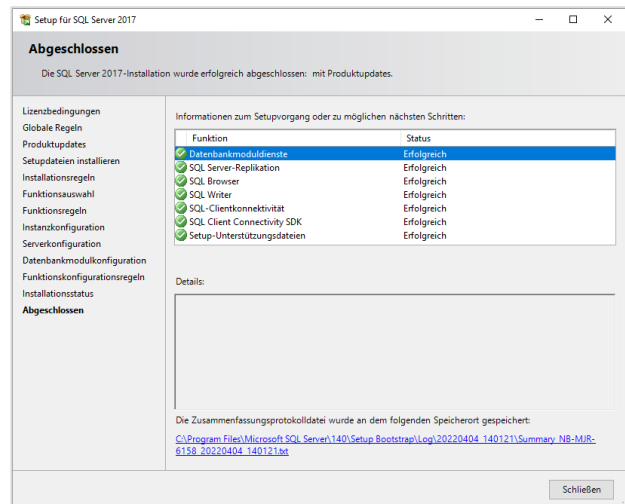 Setup für SQL Server 2017
Abgeschlossen
Die SQL Server 2017-Installation wurde erfolgreich abgeschlossen: mit Produktupdates.
Lizenzbedingungen
Globale Regeln
Produktupdates
Setupdateien installieren
Installationsregeln
Funktionsauswahl
Funktionsregeln
Instanzkonfiguration
Serverkonfiguration
Datenbankmodulkonfiguration
Funktionskonfigurationsregeln
Installationsstatus
Abgeschlossen
Informationen zum Setupvorgang oder zu möglichen nächsten Schritten:
Funktion Status
Datenbankmoduldienste Erfolgreich
SQL Server-Replikation Erfolgreich
SQL Browser Erfolgreich
SQL Writer Erfolgreich
SQL-Clientkonnektivität Erfolgreich
SQL Client Connectivity SDK Erfolgreich
Setup-Unterstützungsdateien Erfolgreich
Details:
Die Zusammenfassungsprotokolldatei wurde an dem folgenden Speicherort gespeichert:
C:\Program Files\Microsoft SQL Server\140\Setup Bootstrap\Log\20220404_140121\Summary_NB-MJR-
6158_20220404_140121.txt
Schließen